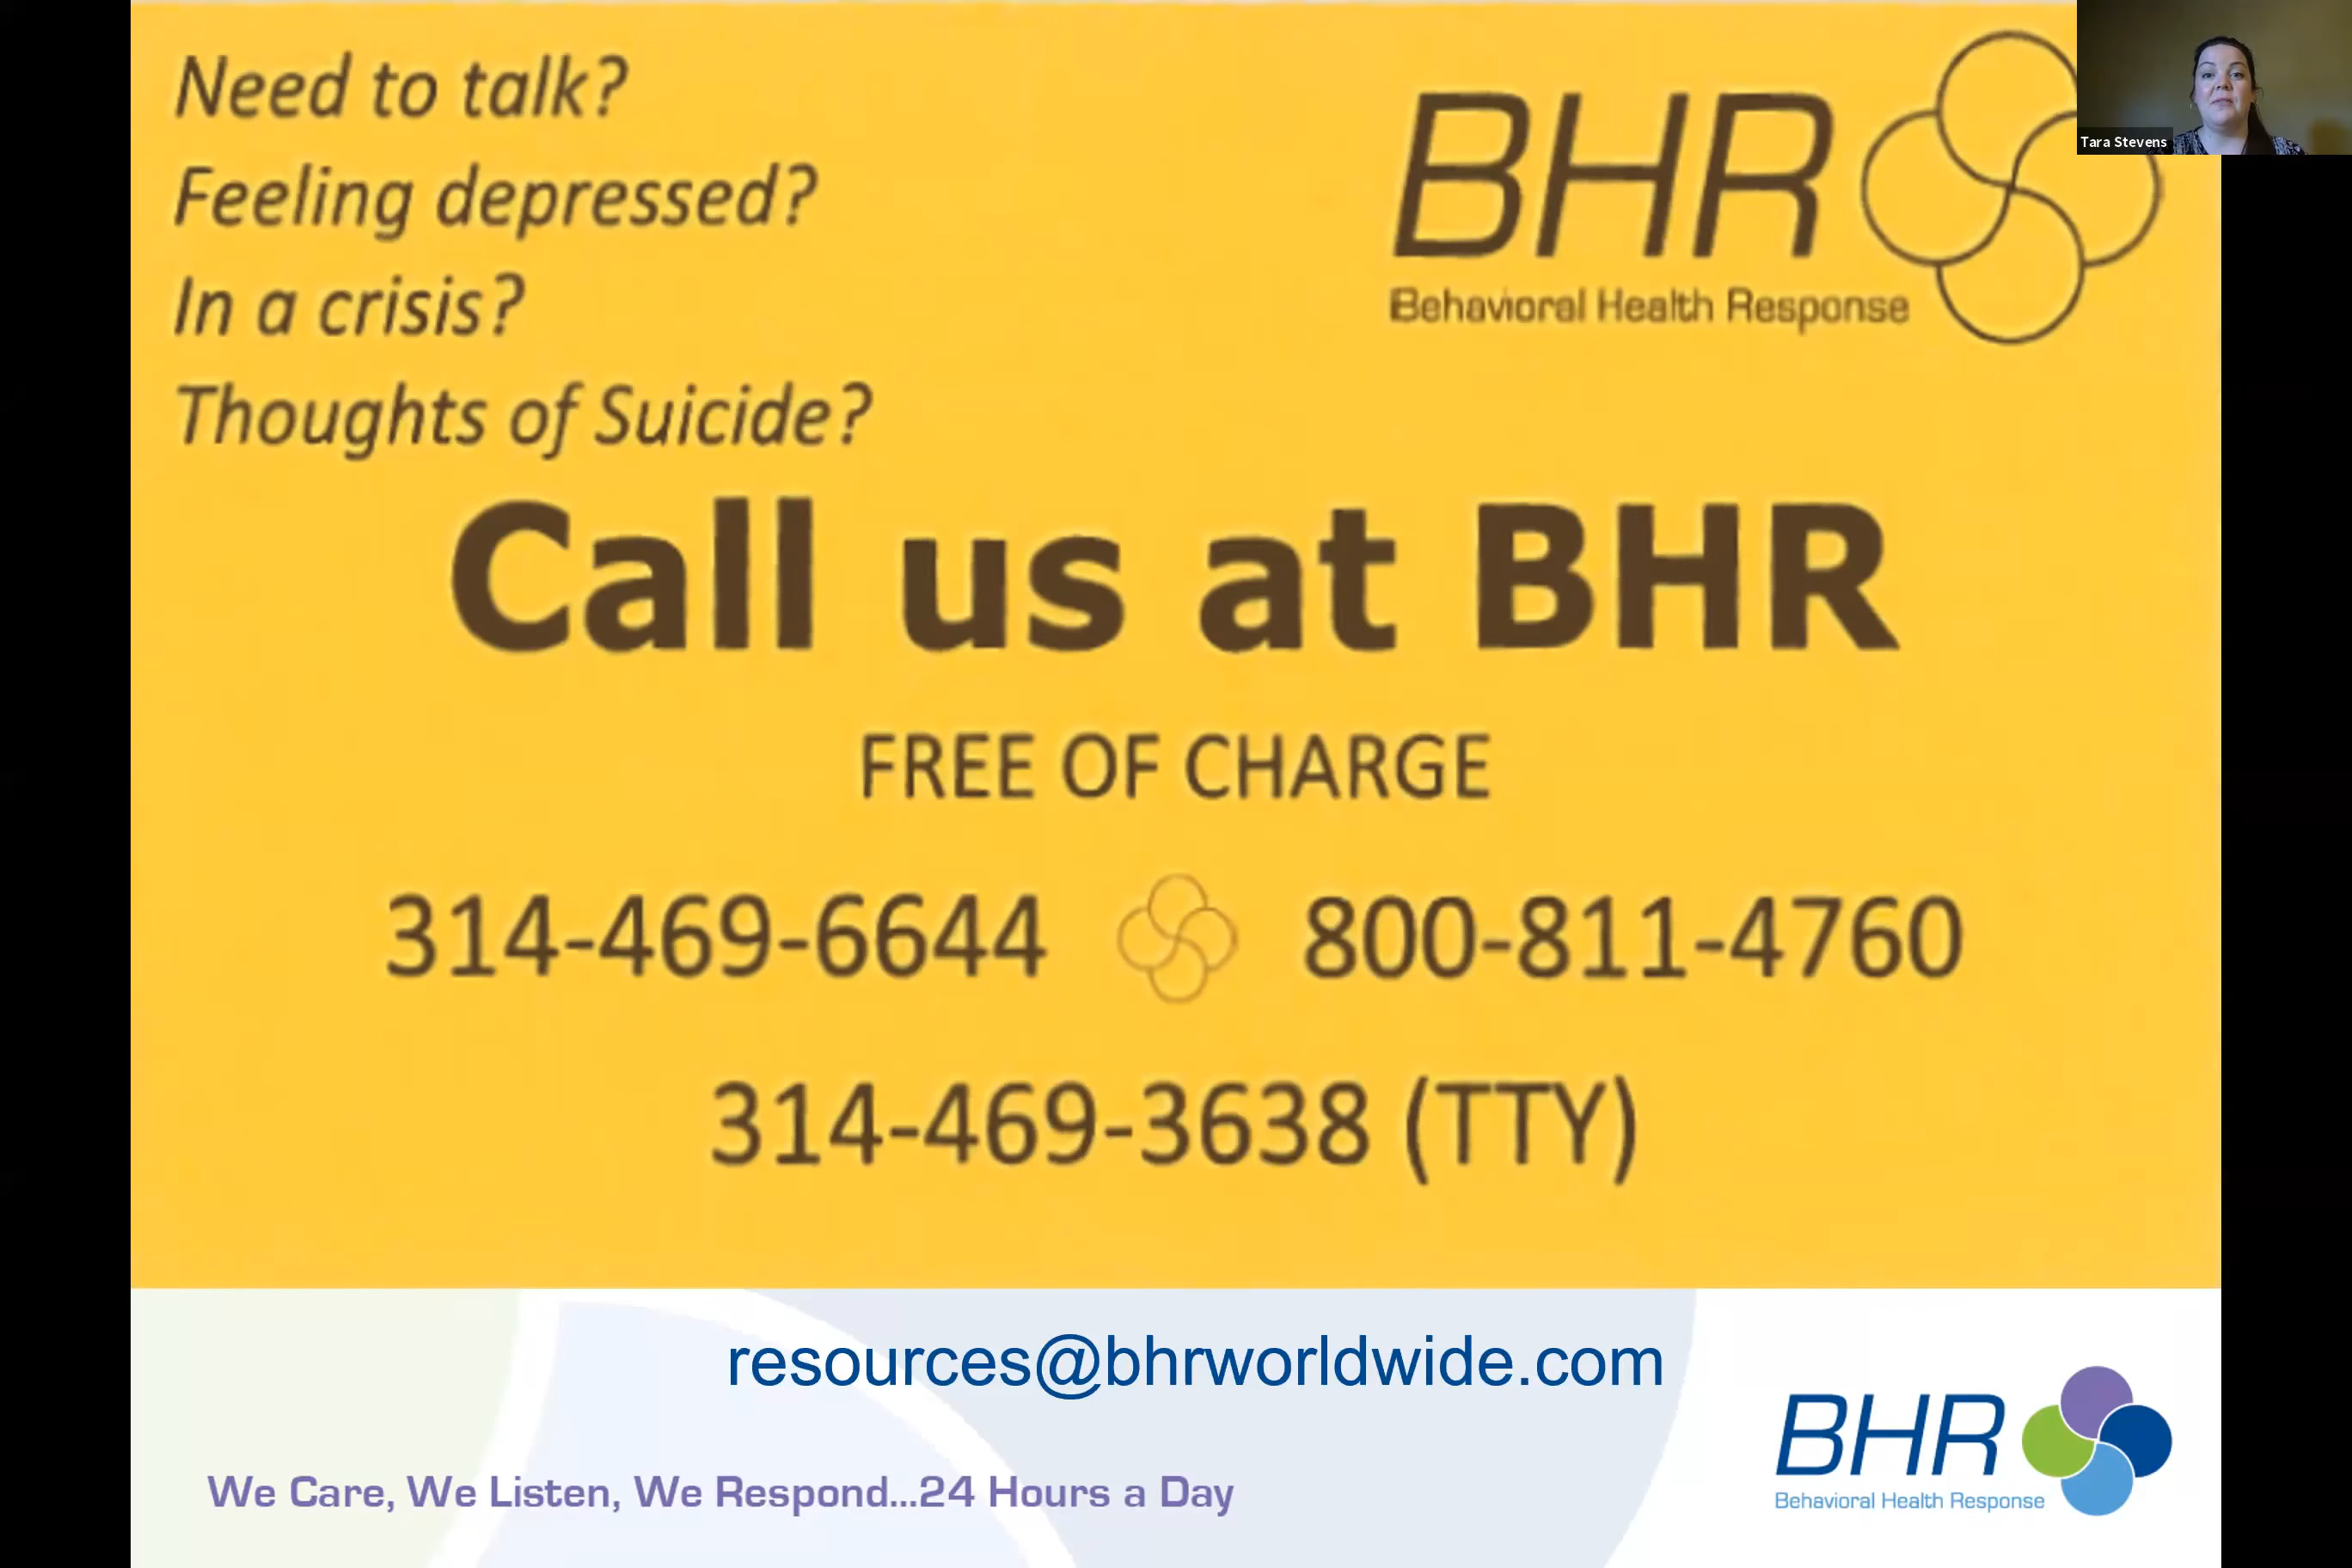 Need to talk?
Feeling depressed?
In a crisis?
Thoughts of Suicide?
BHR
Behavioral Health Response
Tara Stevens
Call us at BHR
FREE OF CHARGE
314-469-6644 800-811-4760
314-469-3638 (TTY)
resources@bhrworldwide.com
We Care, We Listen, We Respond...24 Hours a Day
BHR
Behavioral Health Response